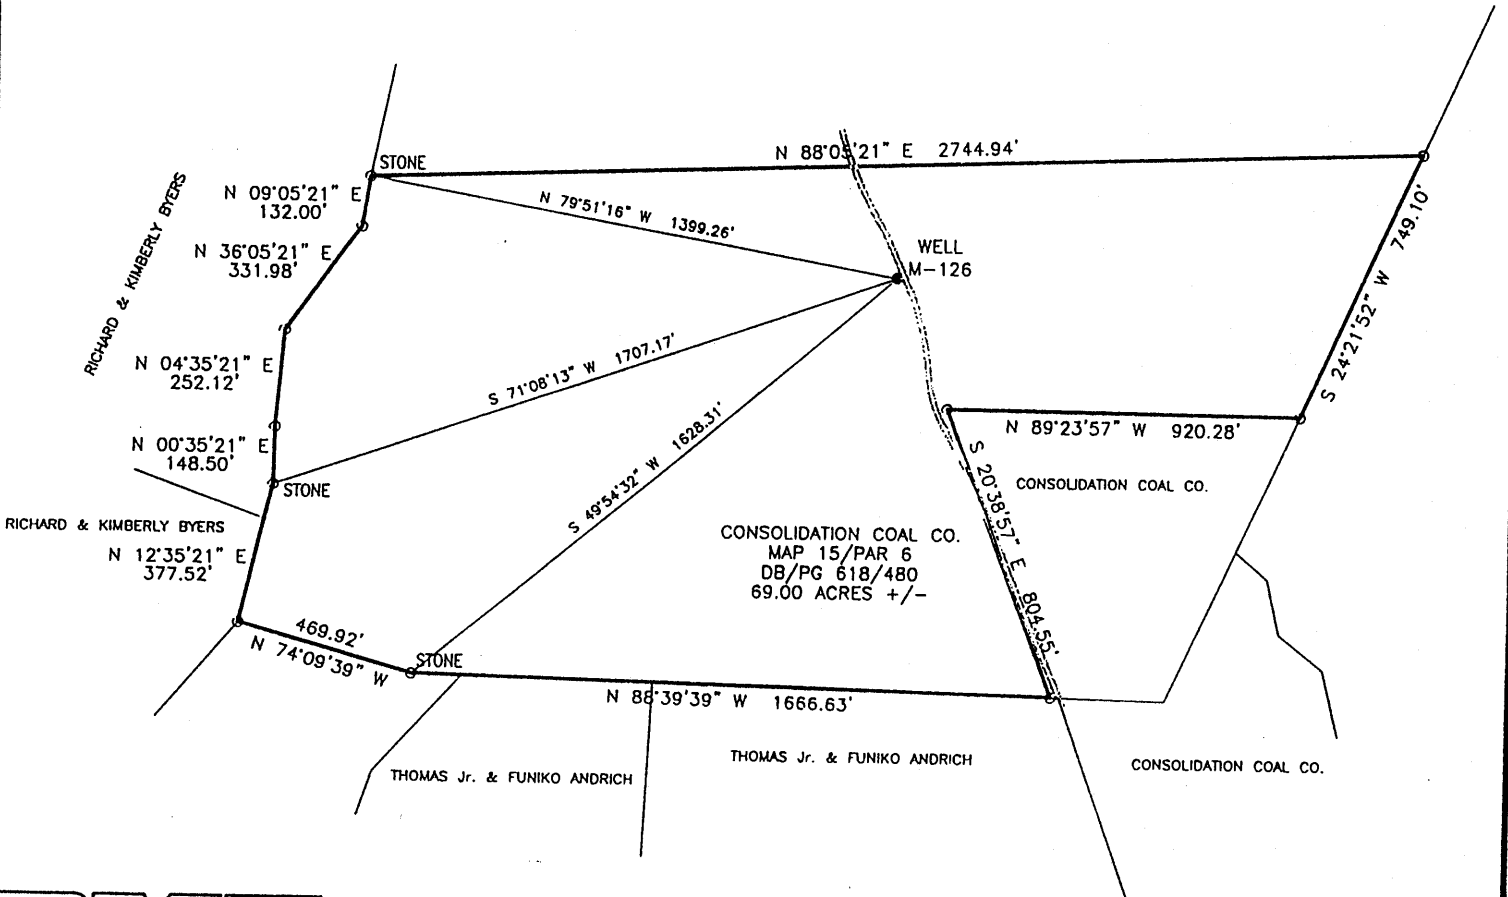 N 88°05'21" E 2744.94'
STONE
N 09°05'21" E
132.00'
N 79°51'16" W 1399.26'
N 36°05'21" E
331.98'
RICHARD & KIMBERLY BYERS
WELL
M-126
S 24°21'52" W 749.10'
N 04°35'21" E
252.12'
S 71°08'13" W 1707.17'
N 89°23'57" W 920.28'
N 00°35'21" E
148.50'
STONE
S 49°54'32" W 1628.31'
S 20°38'57" E 804.55'
CONSOLIDATION COAL CO.
RICHARD & KIMBERLY BYERS
N 12°35'21" E
377.52'
CONSOLIDATION COAL CO.
MAP 15/PAR 6
DB/PG 618/480
69.00 ACRES +/-
469.92'
N 74°09'39" W
STONE
N 88°39'39" W 1666.63'
THOMAS Jr. & FUNIKO ANDRICH
THOMAS Jr. & FUNIKO ANDRICH
CONSOLIDATION COAL CO.